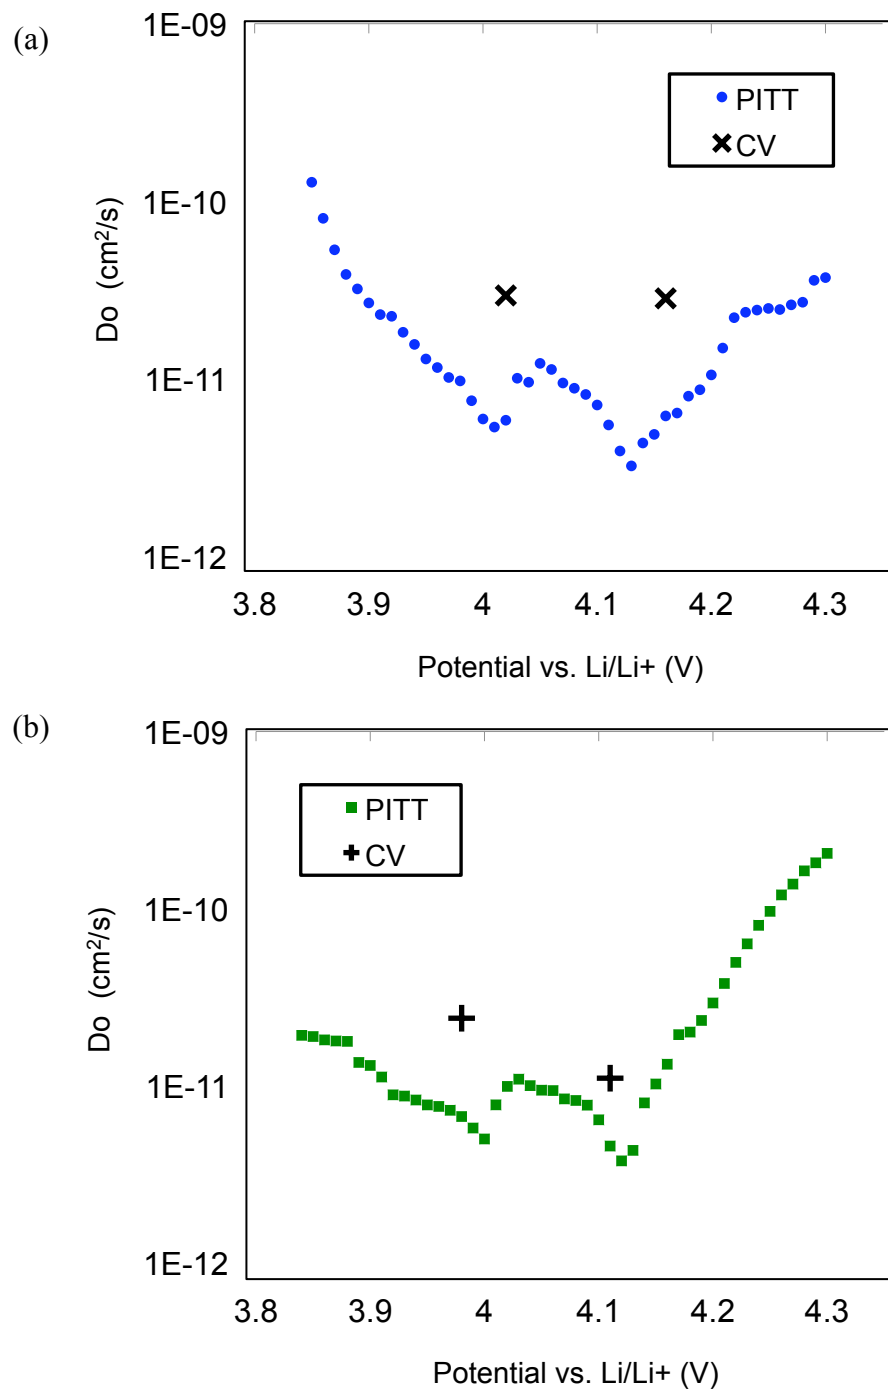 (a)
1E-09
1E-10
1E-11
1E-12
Do (cm²/s)
PITT
CV
3.8 3.9 4 4.1 4.2 4.3
Potential vs. Li/Li+ (V)
(b)
1E-09
1E-10
1E-11
1E-12
Do (cm²/s)
PITT
CV
3.8 3.9 4 4.1 4.2 4.3
Potential vs. Li/Li+ (V)